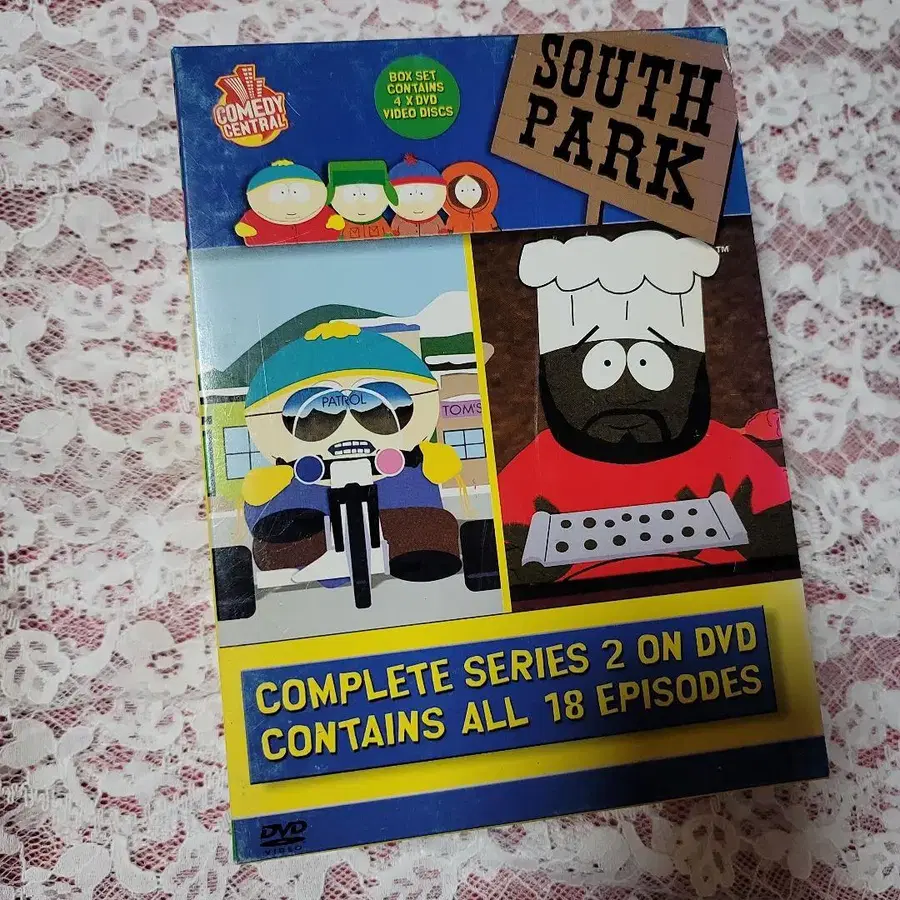 COMEDY
CENTRAL
BOX SET
CONTAINS
4 X DVD
VIDEO DISCS
SOUTH
PARK
TM
PATROL
TOM'S
COMPLETE SERIES 2 ON DVD
CONTAINS ALL 18 EPISODES
DVD
VIDEO